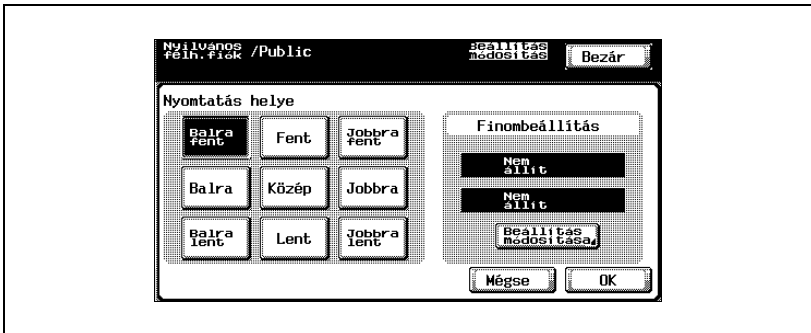 Nyilvános félh.fiók /Public
Beállítás módosítás
Bezár
Nyomtatás helye
Balra fent
Fent
Jobbra fent
Finombeállítás
Nem állít
Balra
Közép
Jobbra
Nem állít
Balra lent
Lent
Jobbra lent
Beállítás módosítása
Mégse
OK